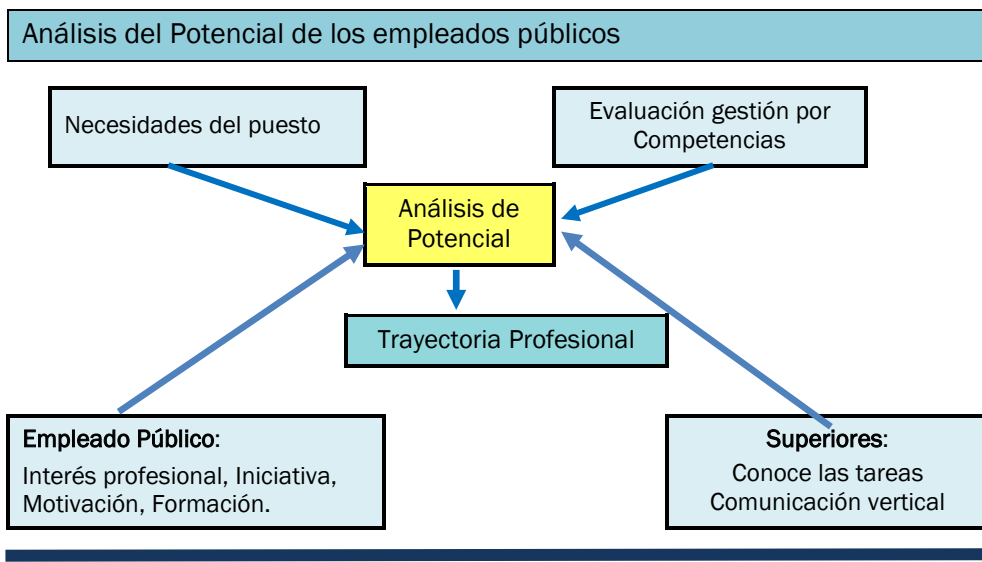 Análisis del Potencial de los empleados públicos
Necesidades del puesto
Evaluación gestión por
Competencias
Análisis de
Potencial
Trayectoria Profesional
Empleado Público:
Interés profesional, Iniciativa,
Motivación, Formación.
Superiores:
Conoce las tareas
Comunicación vertical